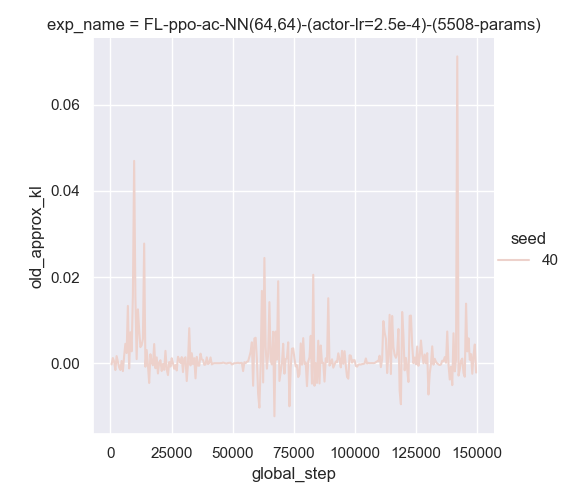 exp_name = FL-ppo-ac-NN(64,64)-(actor-lr=2.5e-4)-(5508-params)
0.06
0.04
0.02
0.00
old_approx_kl
seed
40
0 25000 50000 75000 100000 125000 150000
global_step